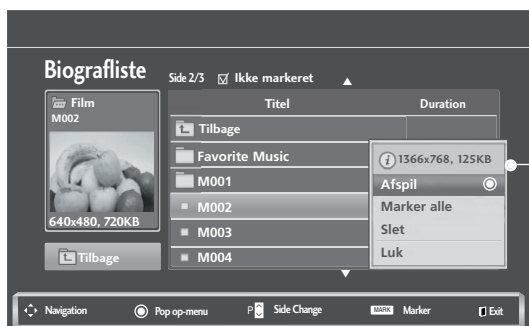 Biografliste
Side 2/3 Ikke markeret
Film
M002
640x480, 720KB
Tilbage
Titel Duration
Tilbage
Favorite Music
M001
M002
M003
M004
1366x768, 125KB
Afspil
Marker alle
Slet
Luk
Navigation Pop op-menu P Side Change MARK Marker Exit